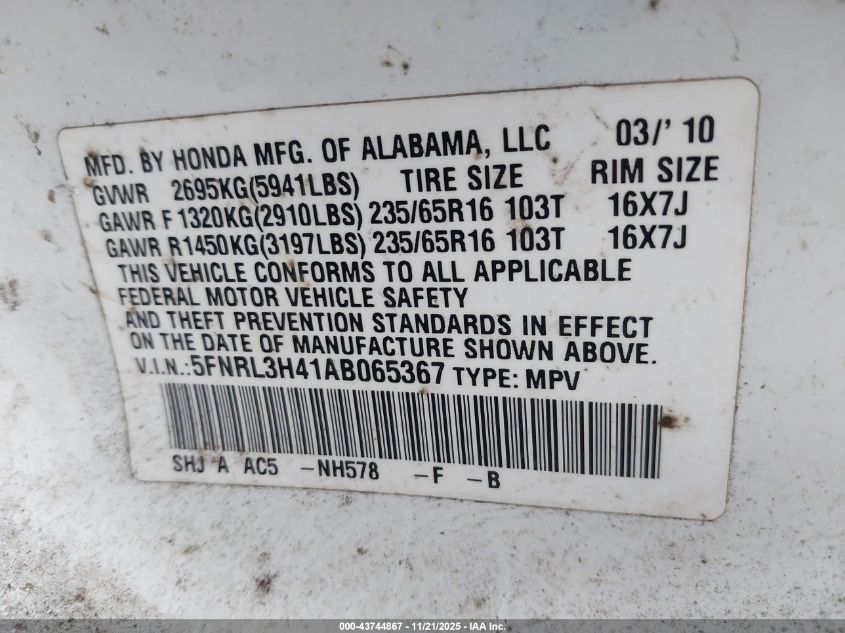 MFD. BY HONDA MFG. OF ALABAMA, LLC 03/' 10
GVWR 2695KG(5941LBS) TIRE SIZE RIM SIZE
GAWR F 1320KG(2910LBS) 235/65R16 103T 16X7J
GAWR R1450KG(3197LBS) 235/65R16 103T 16X7J
THIS VEHICLE CONFORMS TO ALL APPLICABLE
FEDERAL MOTOR VEHICLE SAFETY
AND THEFT PREVENTION STANDARDS IN EFFECT
ON THE DATE OF MANUFACTURE SHOWN ABOVE.
V.I.N.:5FNRL3H41AB065367 TYPE: MPV
SHJ A AC5 -NH578 -F -B
000-43744867 - 11/21/2025 - IAA Inc.